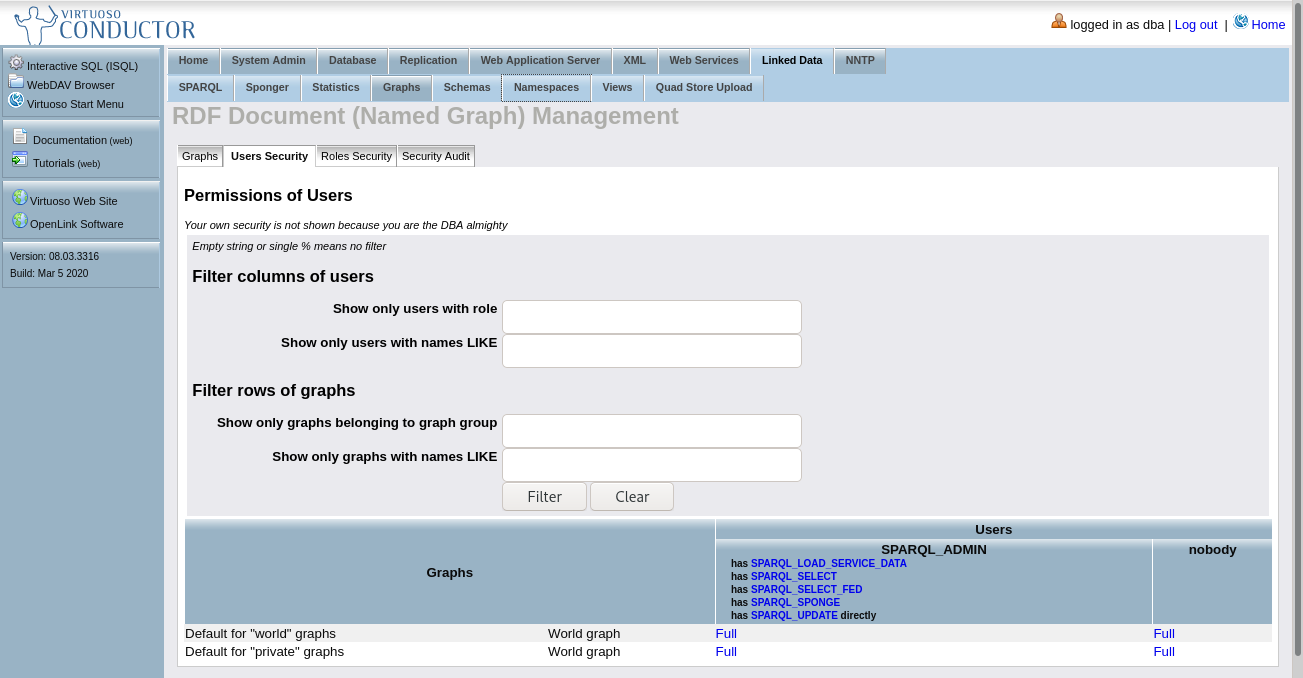 VIRTUOSO
CONDUCTOR
logged in as dba | Log out | Home
Interactive SQL (ISQL)
WebDAV Browser
Virtuoso Start Menu
Documentation (web)
Tutorials (web)
Virtuoso Web Site
OpenLink Software
Version: 08.03.3316
Build: Mar 5 2020
Home System Admin Database Replication Web Application Server XML Web Services Linked Data NNTP
SPARQL Sponger Statistics Graphs Schemas Namespaces Views Quad Store Upload
RDF Document (Named Graph) Management
Graphs Users Security Roles Security Security Audit
Permissions of Users
Your own security is not shown because you are the DBA almighty
Empty string or single % means no filter
Filter columns of users
Show only users with role
Show only users with names LIKE
Filter rows of graphs
Show only graphs belonging to graph group
Show only graphs with names LIKE
Filter Clear
Graphs
Users
SPARQL_ADMIN
has SPARQL_LOAD_SERVICE_DATA
has SPARQL_SELECT
has SPARQL_SELECT_FED
has SPARQL_SPONGE
has SPARQL_UPDATE directly
nobody
Default for "world" graphs World graph Full Full
Default for "private" graphs World graph Full Full